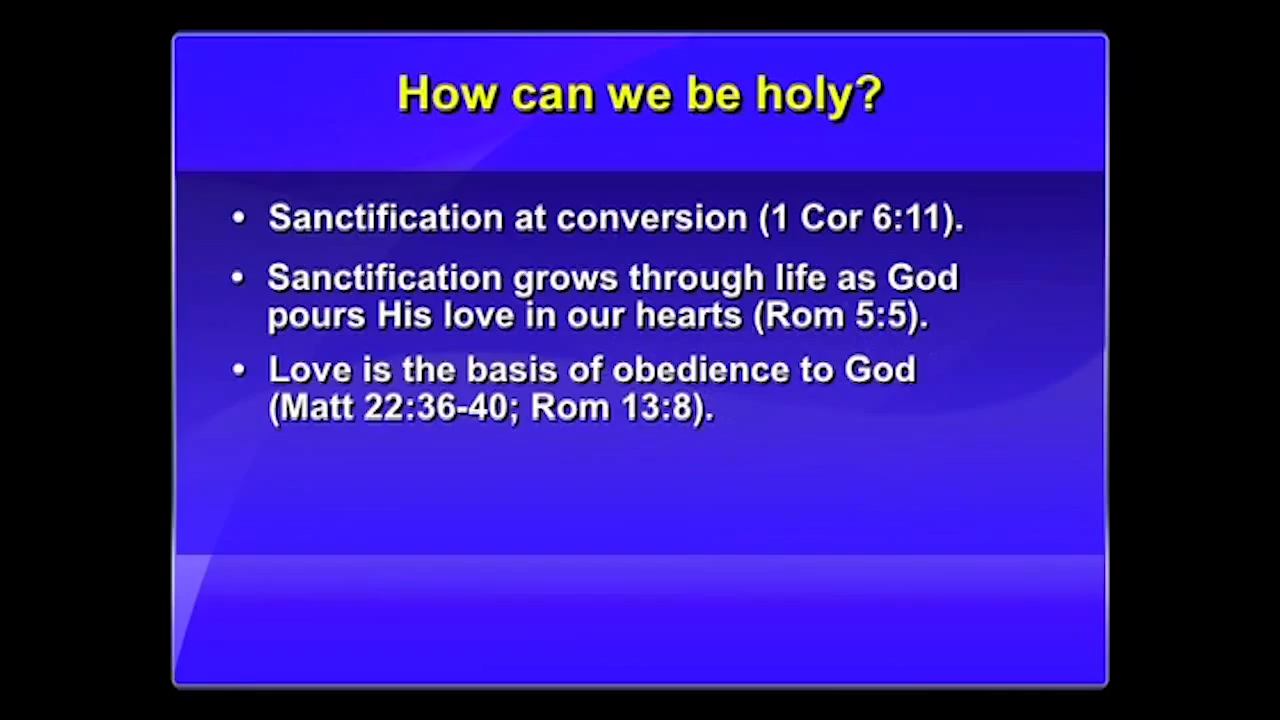 How can we be holy?
• Sanctification at conversion (1 Cor 6:11).
• Sanctification grows through life as God
pours His love in our hearts (Rom 5:5).
• Love is the basis of obedience to God
(Matt 22:36-40; Rom 13:8).